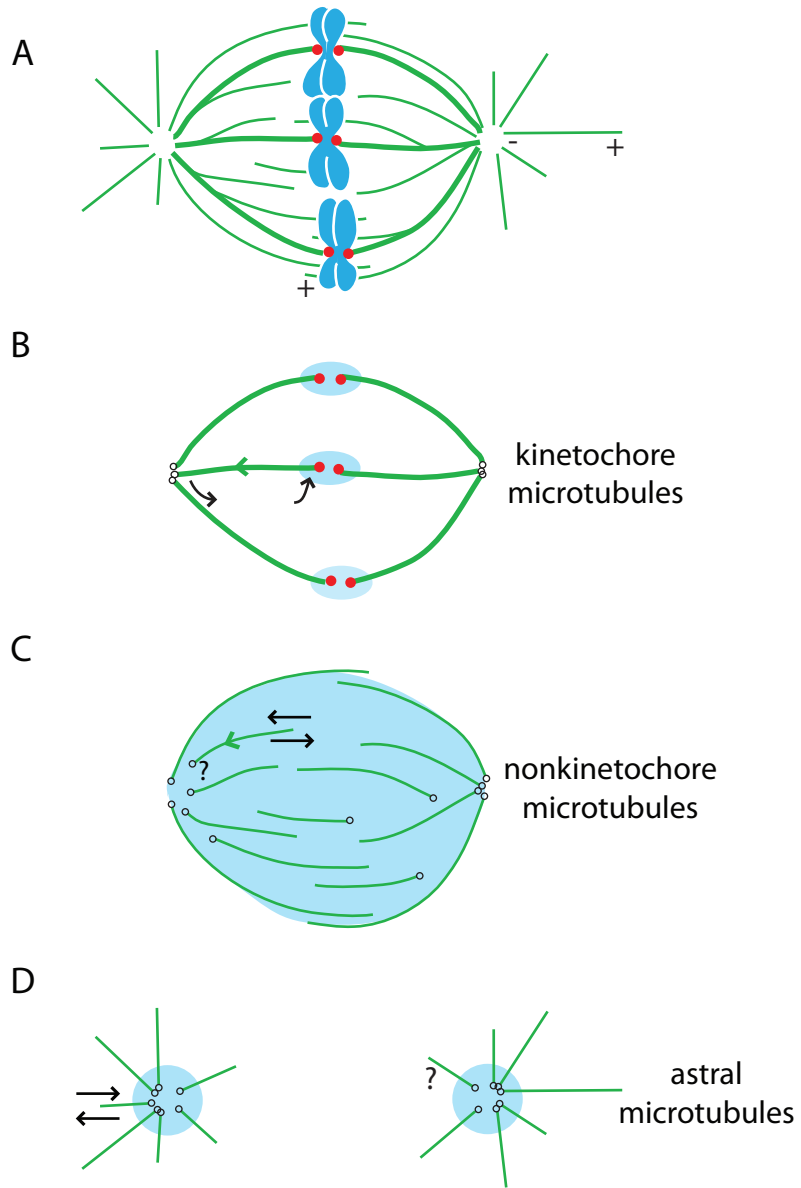 A
-
+
+
B
kinetochore
microtubules
C
?
nonkinetochore
microtubules
D
?
astral
microtubules